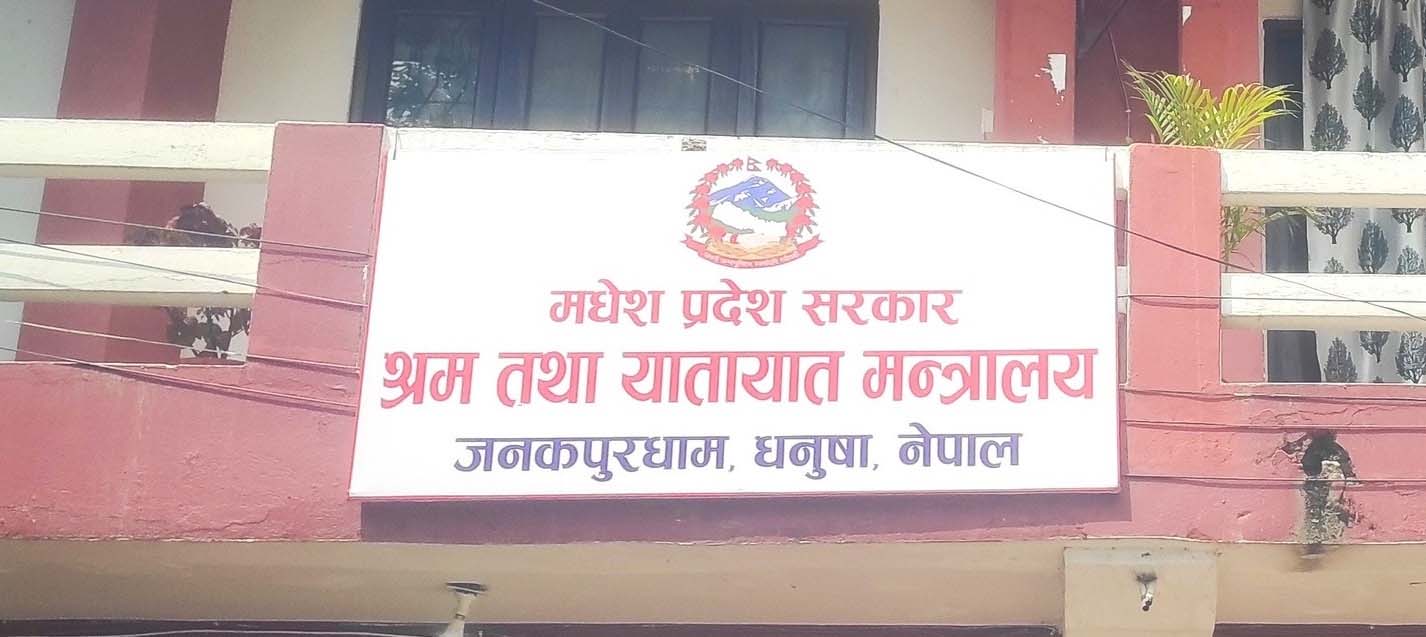 मधेश प्रदेश सरकार
श्रम तथा यातायात मन्त्रालय
जनकपुरधाम, धनुषा, नेपाल